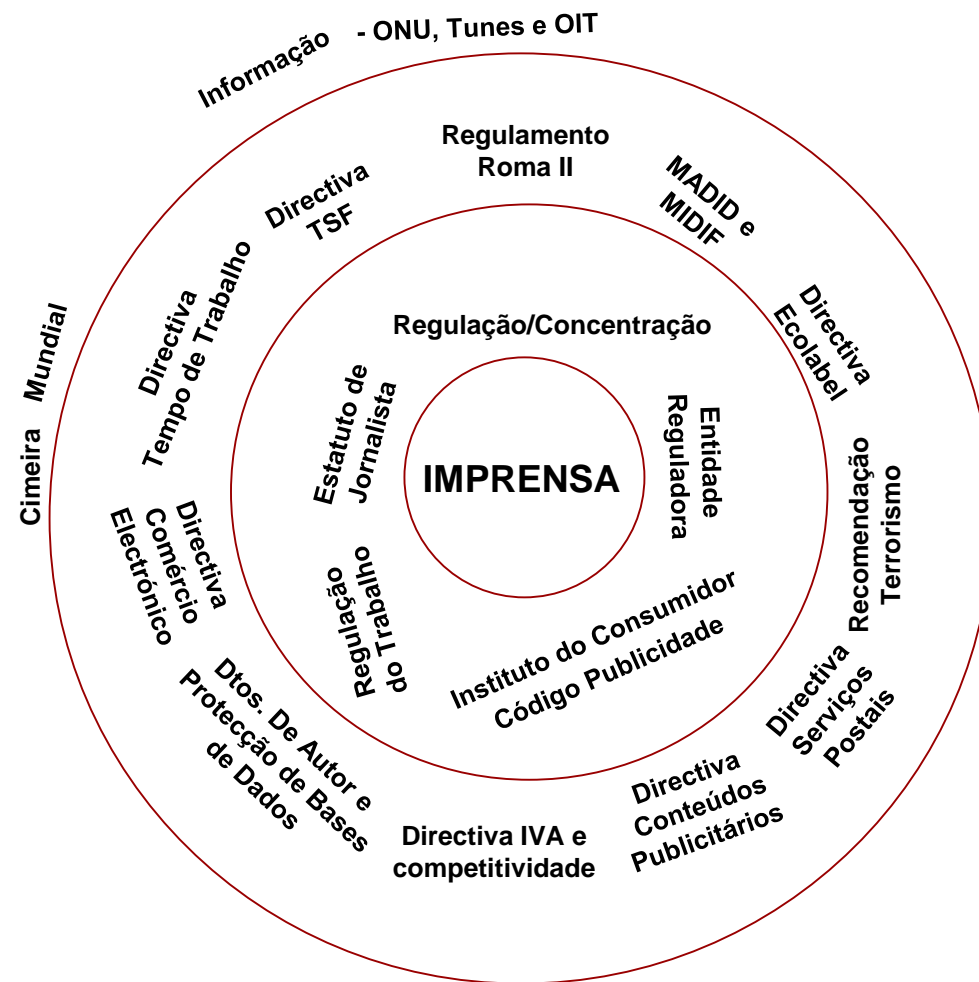 Cimeira Mundial
Informação - ONU, Tunes e OIT
Regulamento
Roma II
MADID e
MIDIF
Directiva
Ecolabel
Recomendação
Terrorismo
Directiva
Serviços
Postais
Directiva
Conteúdos
Publicitários
Directiva IVA e
competitividade
Dtos. De Autor e
Protecção de Bases
de Dados
Directiva
Comércio
Electrónico
Directiva
Tempo de Trabalho
Directiva
TSF
Regulação/Concentração
Entidade
Reguladora
Instituto do Consumidor
Código Publicidade
Regulação
do Trabalho
Estatuto de
Jornalista
IMPRENSA